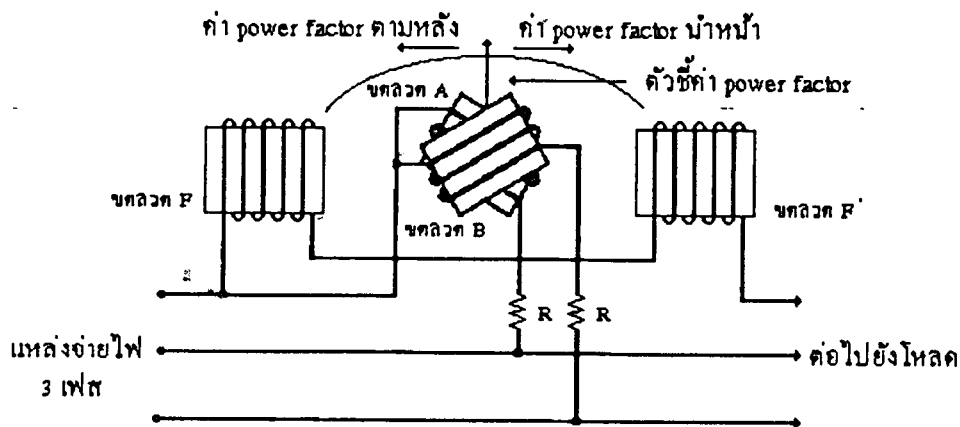 ค่า power factor ตามหลัง
ค่า power factor นำหน้า
ตัวชี้ค่า power factor
ขดลวด A
ขดลวด F
ขดลวด B
ขดลวด F'
R
R
แหล่งจ่ายไฟ
3 เฟส
ต่อไปยังโหลด